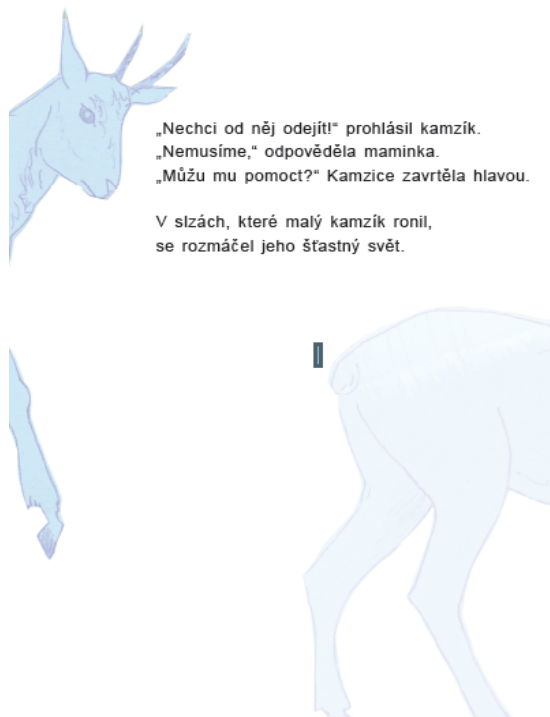 „Nechci od něj odejít!“ prohlásil kamzík.
„Nemusíme,“ odpověděla maminka.
„Můžu mu pomoct?“ Kamzice zavrtěla hlavou.
V slzách, které malý kamzík ronil,
se rozmáčel jeho šťastný svět.